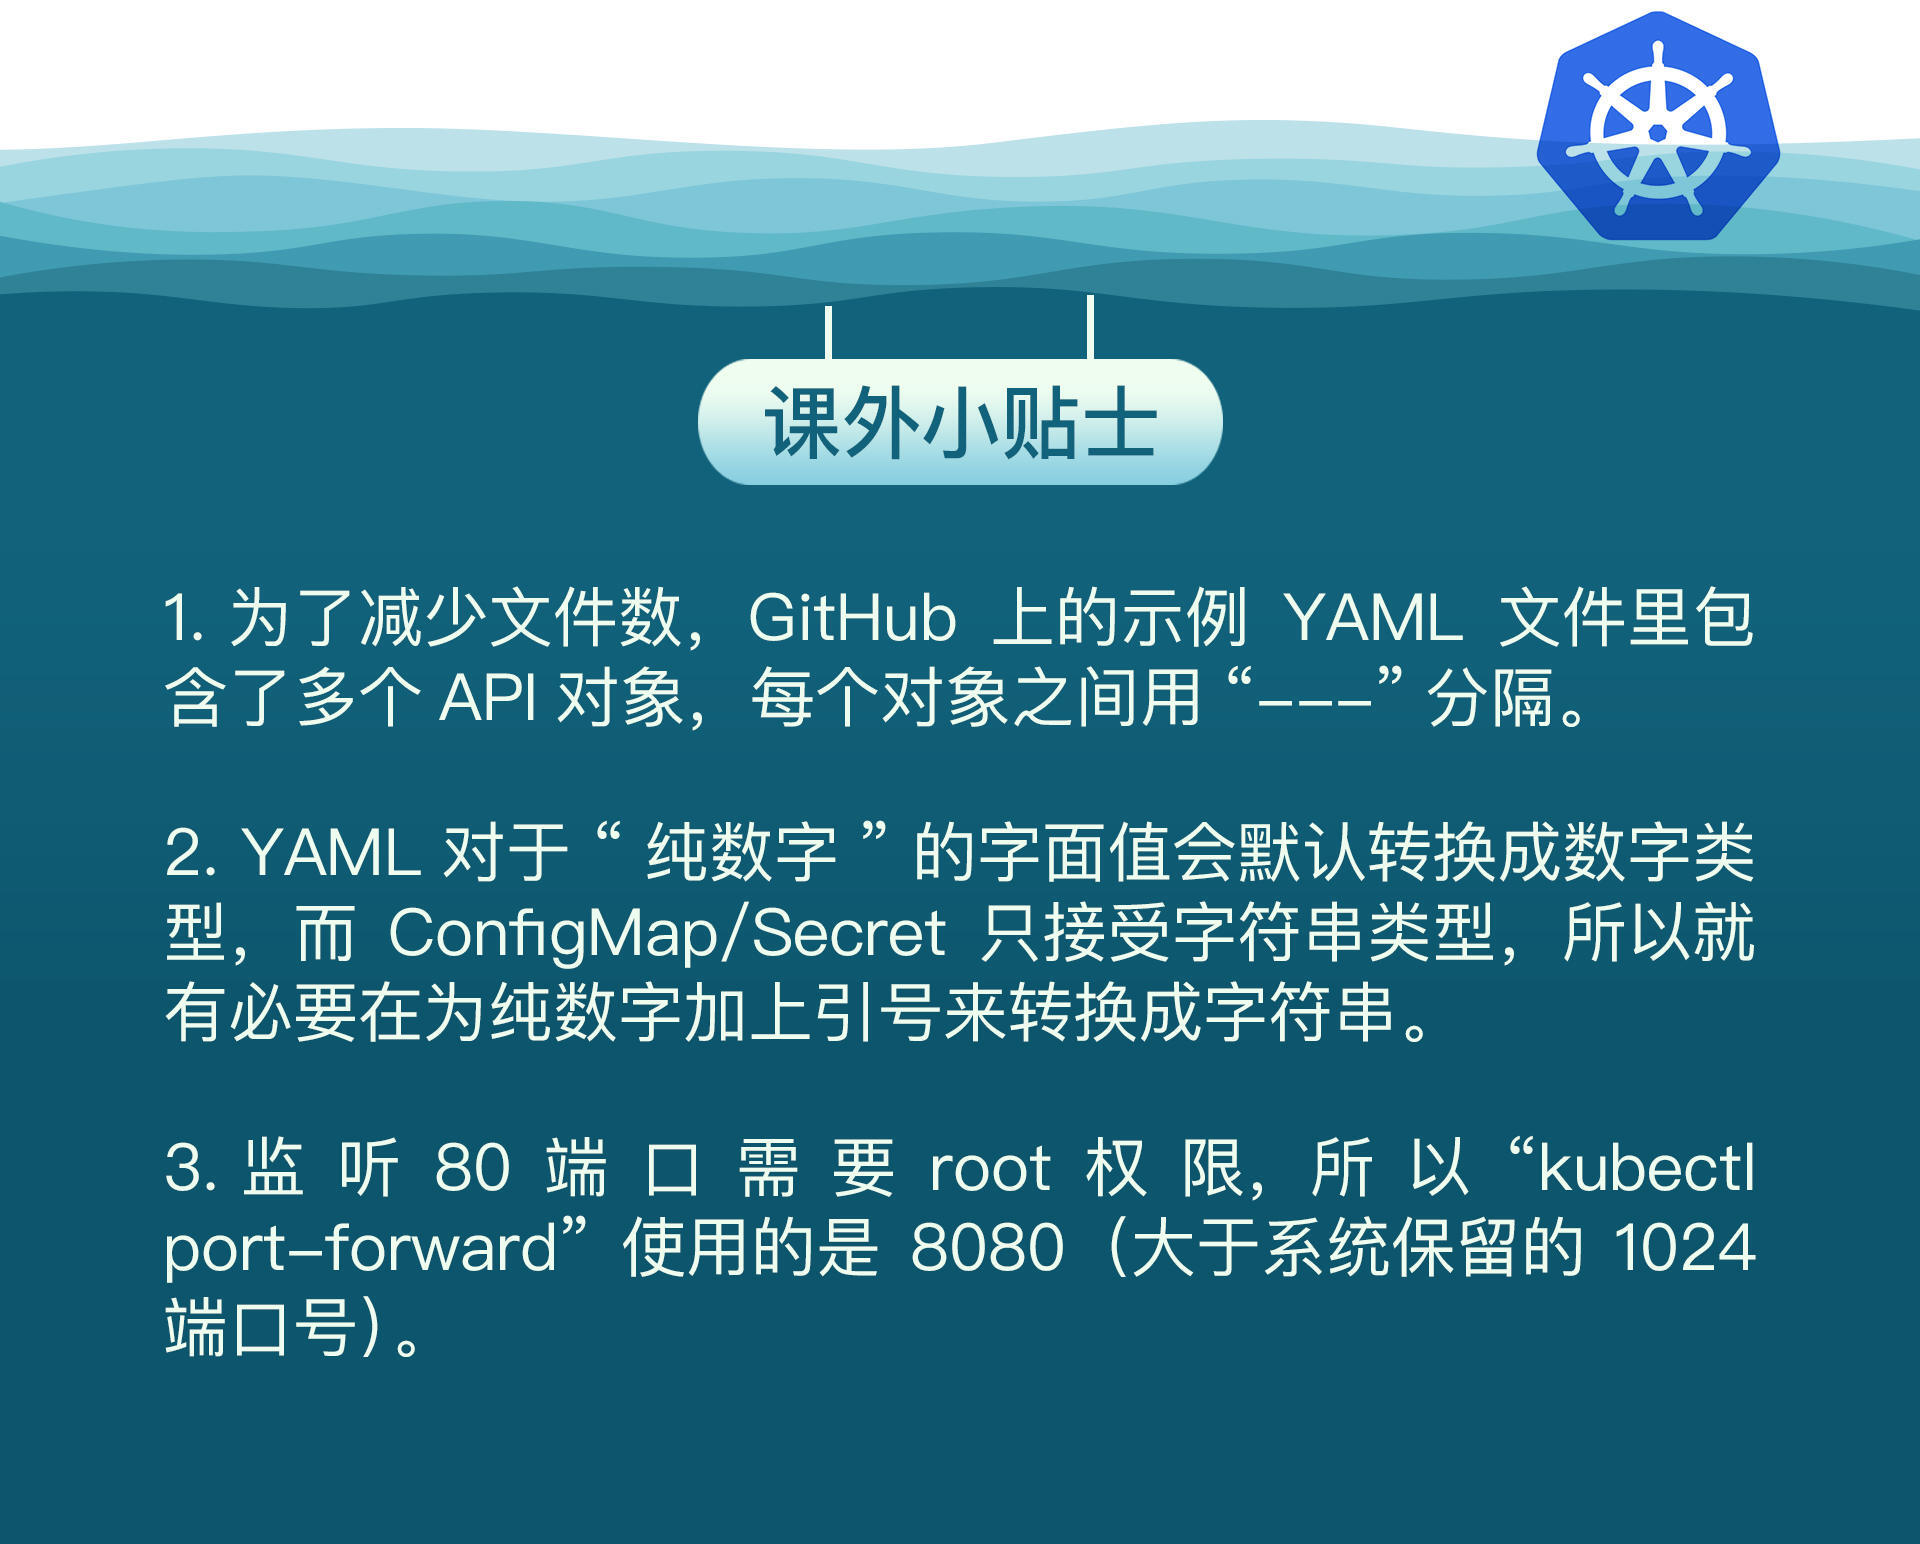 课外小贴士
1. 为了减少文件数，GitHub 上的示例 YAML 文件里包
含了多个 API 对象，每个对象之间用 “---” 分隔。
2. YAML 对于 “ 纯数字 ” 的字面值会默认转换成数字类
型，而 ConfigMap/Secret 只接受字符串类型，所以就
有必要在为纯数字加上引号来转换成字符串。
3. 监 听 80 端 口 需 要 root 权 限，所 以 “kubectl
port-forward” 使用的是 8080（大于系统保留的 1024
端口号）。